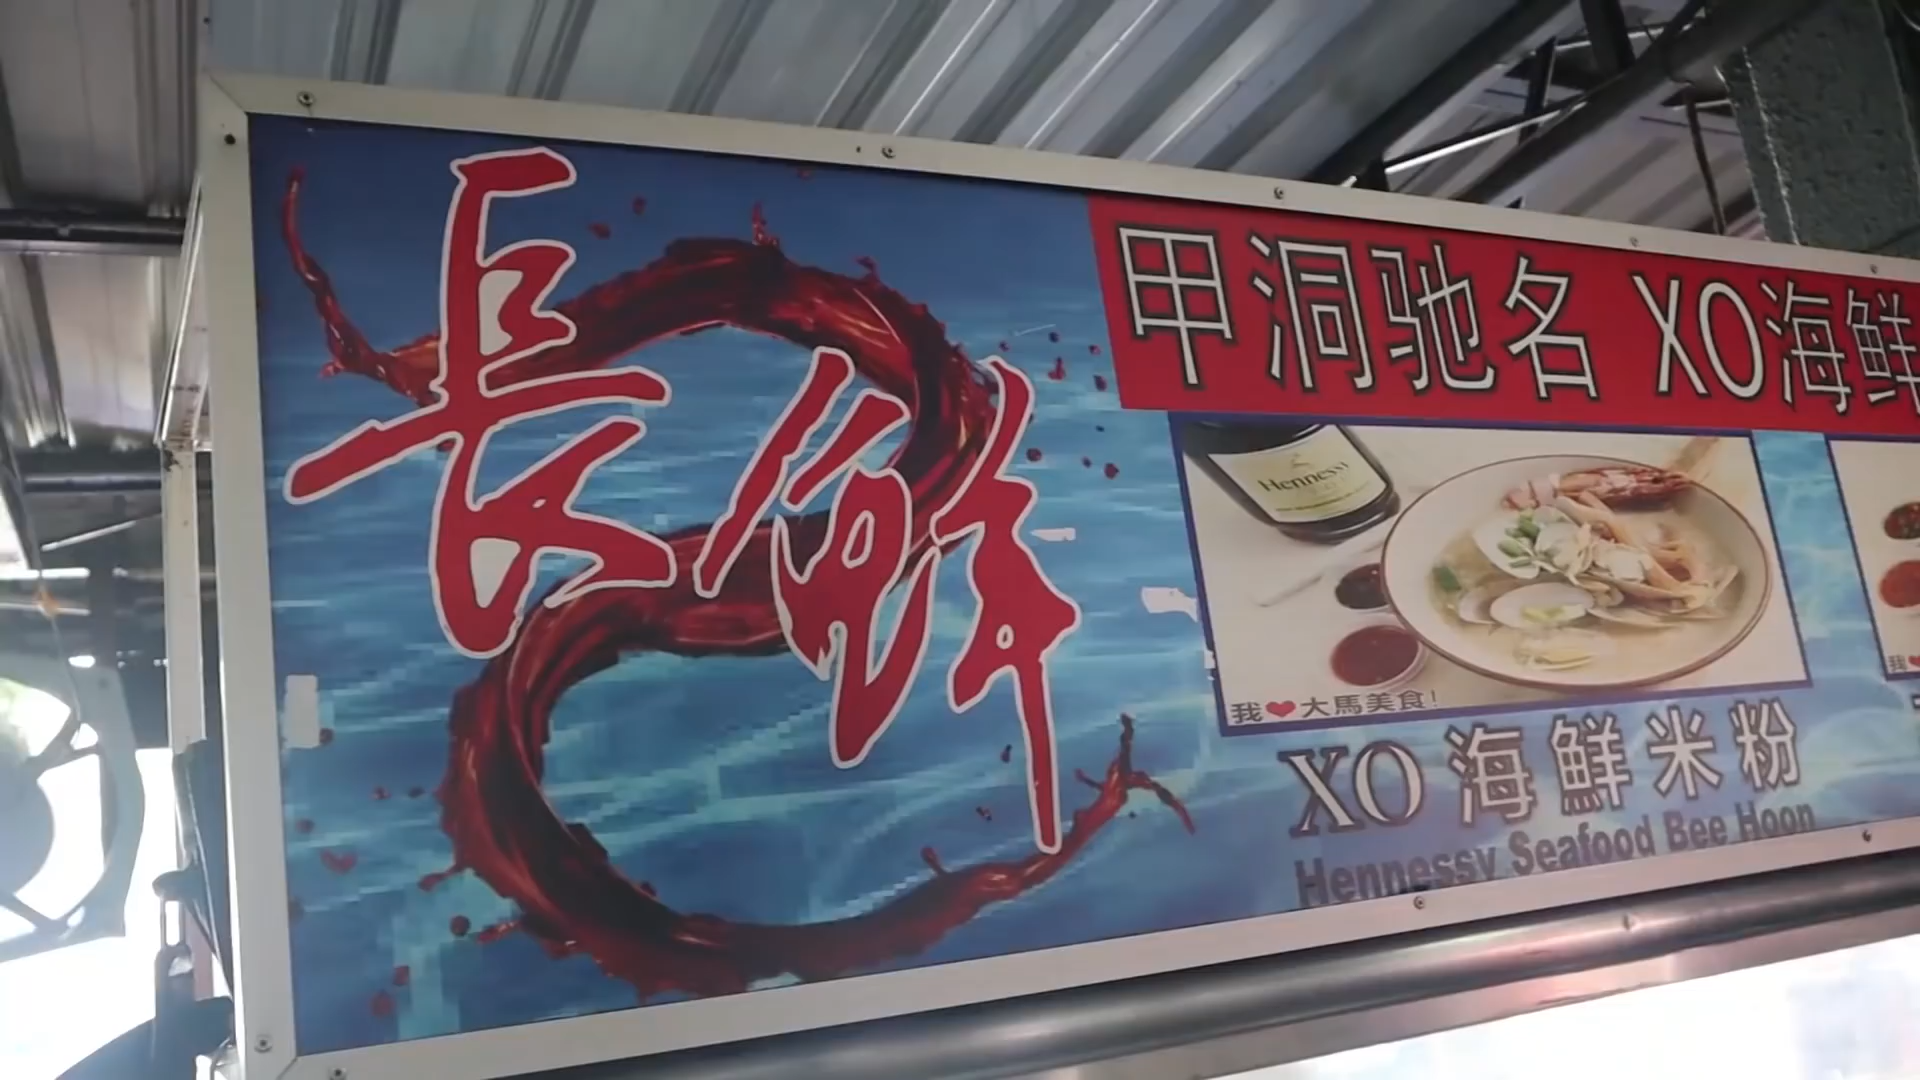 長鮮
甲洞驰名 XO海鲜
Hennessy
我❤大馬美食!
我❤
XO 海鮮米粉
Hennessy Seafood Bee Hoon